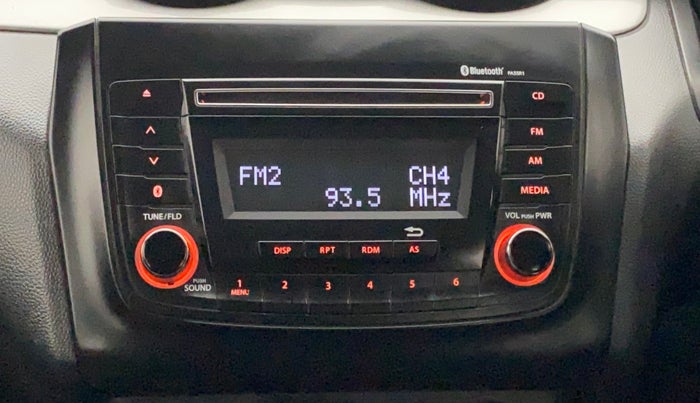 Bluetooth PA5SR1
CD
FM
AM
MEDIA
FM2 CH4
93.5 MHz
TUNE/FLD
VOL PUSH PWR
DISP RPT RDM AS
PUSH
SOUND
1 2 3 4 5 6
MENU